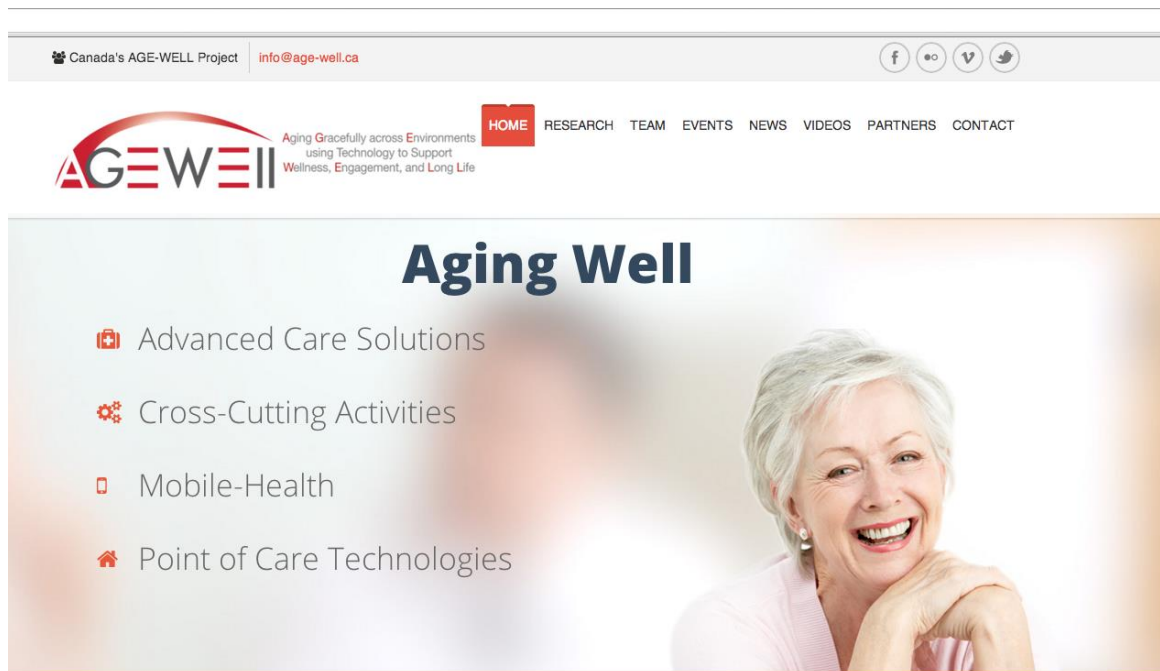 Canada's AGE-WELL Project info@age-well.ca
AGEWELL
Aging Gracefully across Environments
using Technology to Support
Wellness, Engagement, and Long Life
HOME RESEARCH TEAM EVENTS NEWS VIDEOS PARTNERS CONTACT
Aging Well
Advanced Care Solutions
Cross-Cutting Activities
Mobile-Health
Point of Care Technologies